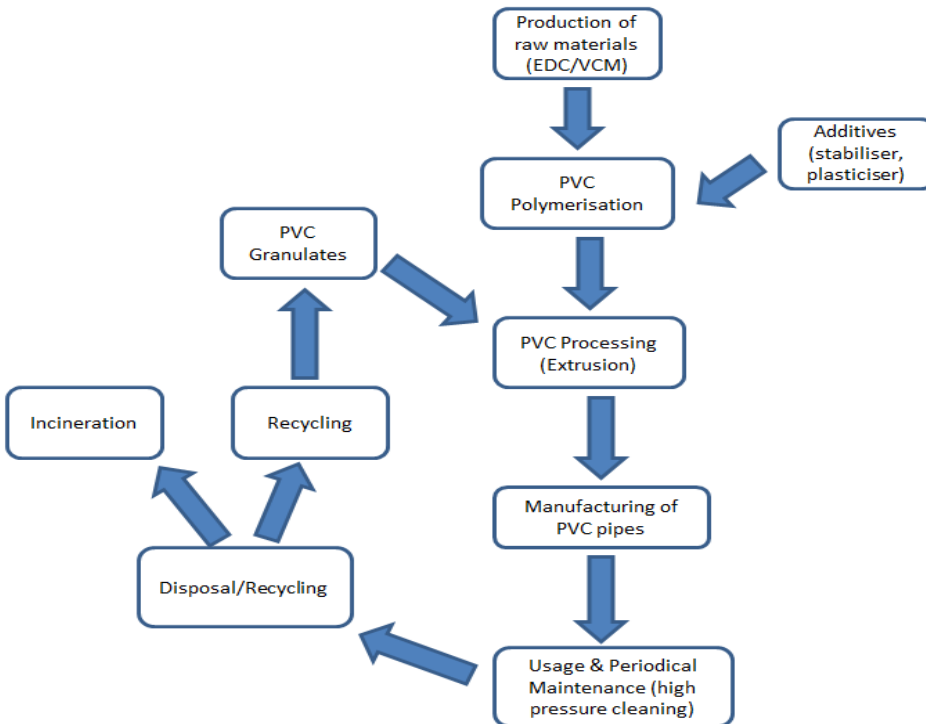 Production of
raw materials
(EDC/VCM)
Additives
(stabiliser,
plasticiser)
PVC
Polymerisation
PVC
Granulates
PVC Processing
(Extrusion)
Incineration
Recycling
Manufacturing of
PVC pipes
Disposal/Recycling
Usage & Periodical
Maintenance (high
pressure cleaning)